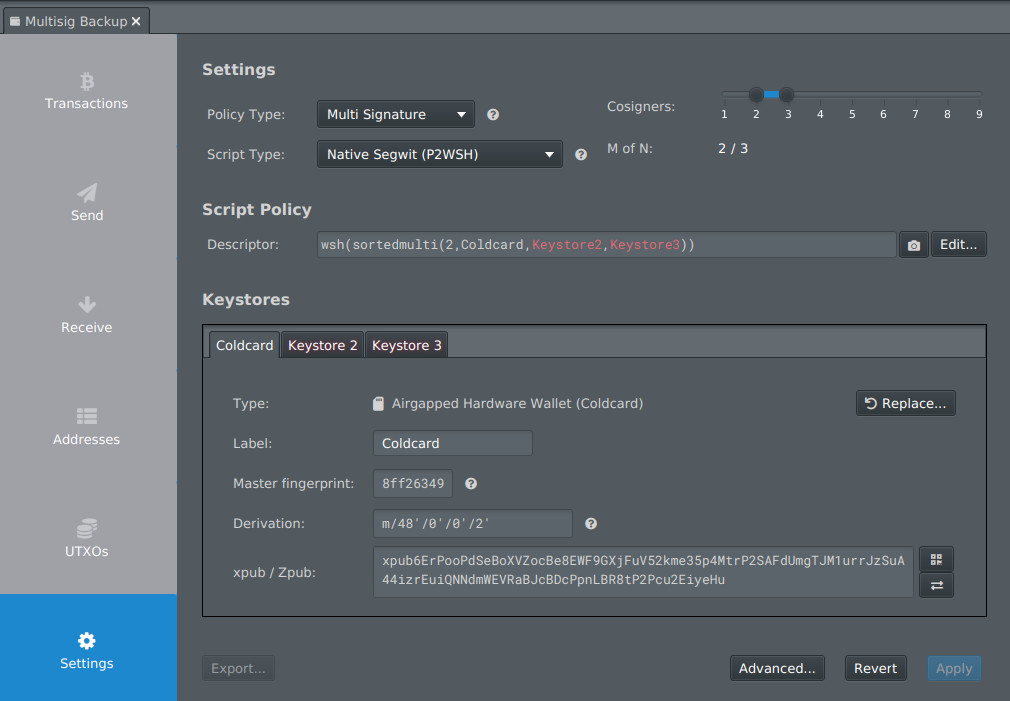 Multisig Backup
Transactions
Send
Receive
Addresses
UTXOs
Settings
Settings
Policy Type: Multi Signature
Script Type: Native Segwit (P2WSH)
Cosigners: 1 2 3 4 5 6 7 8 9
M of N: 2 / 3
Script Policy
Descriptor: wsh(sortedmulti(2,Coldcard,Keystore2,Keystore3)) Edit...
Keystores
Coldcard Keystore 2 Keystore 3
Type: Airgapped Hardware Wallet (Coldcard) Replace...
Label: Coldcard
Master fingerprint: 8ff26349
Derivation: m/48'/0'/0'/2'
xpub / Zpub: xpub6ErPooPdSeBoXVZocBe8EWF9GXjFuV52kme35p4MtrP2SAFdUmgTJM1urrJzSuA
44izrEuiQNNdmWEVRaBJcBDcPpnLBR8tP2Pcu2EiyeHu
Export... Advanced... Revert Apply